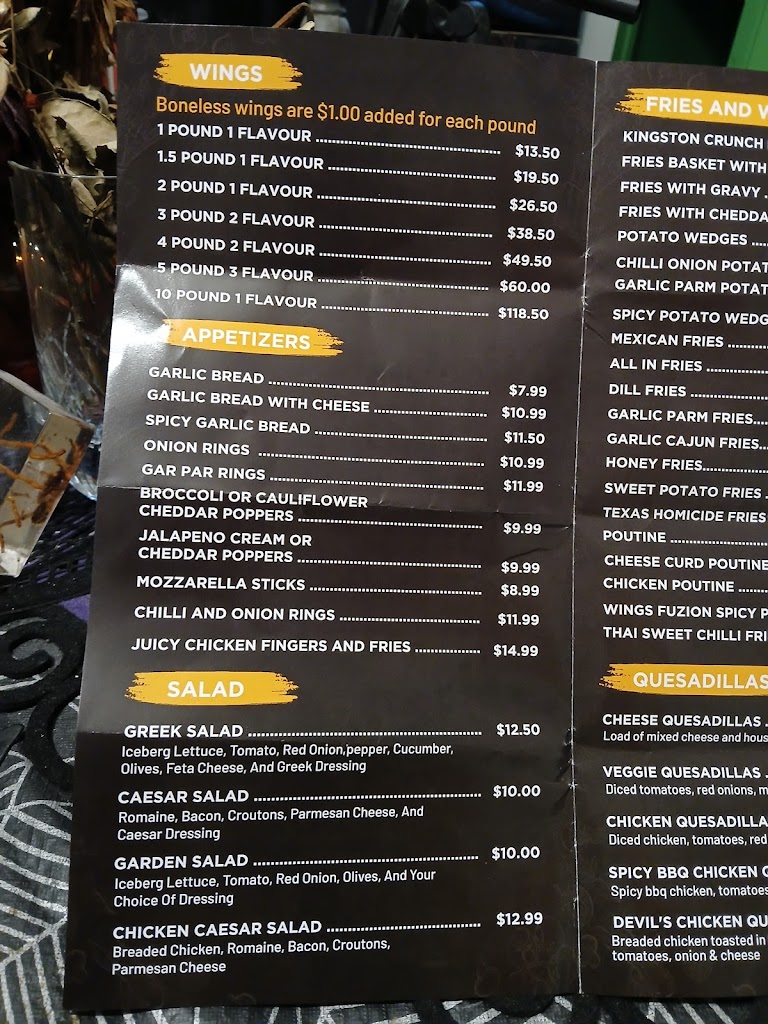 WINGS
Boneless wings are $1.00 added for each pound
1 POUND 1 FLAVOUR ........ $13.50
1.5 POUND 1 FLAVOUR ........ $19.50
2 POUND 1 FLAVOUR ........ $26.50
3 POUND 2 FLAVOUR ........ $38.50
4 POUND 2 FLAVOUR ........ $49.50
5 POUND 3 FLAVOUR ........ $60.00
10 POUND 1 FLAVOUR ........ $118.50
APPETIZERS
GARLIC BREAD ........ $7.99
GARLIC BREAD WITH CHEESE ........ $10.99
SPICY GARLIC BREAD ........ $11.50
ONION RINGS ........ $10.99
GAR PAR RINGS ........ $11.99
BROCCOLI OR CAULIFLOWER
CHEDDAR POPPERS ........ $9.99
JALAPENO CREAM OR
CHEDDAR POPPERS ........ $9.99
MOZZARELLA STICKS ........ $8.99
CHILLI AND ONION RINGS ........ $11.99
JUICY CHICKEN FINGERS AND FRIES ........ $14.99
SALAD
GREEK SALAD ........ $12.50
Iceberg Lettuce, Tomato, Red Onion,pepper, Cucumber,
Olives, Feta Cheese, And Greek Dressing
CAESAR SALAD ........ $10.00
Romaine, Bacon, Croutons, Parmesan Cheese, And
Caesar Dressing
GARDEN SALAD ........ $10.00
Iceberg Lettuce, Tomato, Red Onion, Olives, And Your
Choice Of Dressing
CHICKEN CAESAR SALAD ........ $12.99
Breaded Chicken, Romaine, Bacon, Croutons,
Parmesan Cheese
FRIES AND
KINGSTON CRUNCH
FRIES BASKET WITH
FRIES WITH GRAVY
FRIES WITH CHEDDA
POTATO WEDGES ....
CHILLI ONION POTAT
GARLIC PARM POTAT
SPICY POTATO WEDG
MEXICAN FRIES ........
ALL IN FRIES ........
DILL FRIES ........
GARLIC PARM FRIES....
GARLIC CAJUN FRIES...
HONEY FRIES........
SWEET POTATO FRIES .
TEXAS HOMICIDE FRIES
POUTINE ........
CHEESE CURD POUTINE
CHICKEN POUTINE ......
WINGS FUZION SPICY P
THAI SWEET CHILLI FRI
QUESADILLAS
CHEESE QUESADILLAS .
Load of mixed cheese and hous
VEGGIE QUESADILLAS .
Diced tomatoes, red onions, m
CHICKEN QUESADILLA
Diced chicken, tomatoes, red
SPICY BBQ CHICKEN Q
Spicy bbq chicken, tomatoes
DEVIL'S CHICKEN QU
Breaded chicken toasted in
tomatoes, onion & cheese